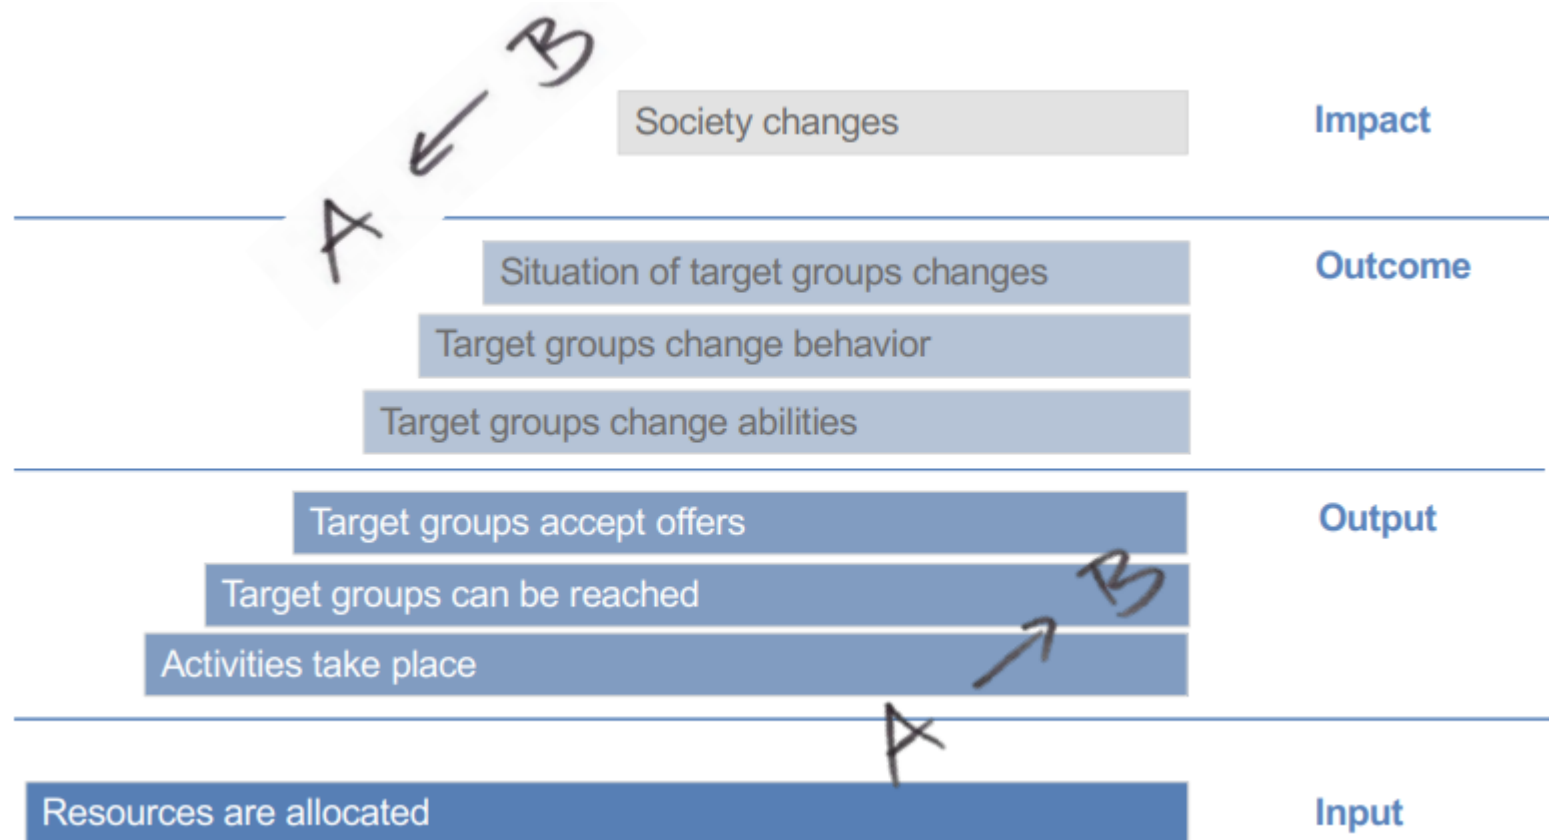 B
Society changes
Impact
A
Situation of target groups changes
Outcome
Target groups change behavior
Target groups change abilities
Target groups accept offers
Output
B
Target groups can be reached
Activities take place
A
Resources are allocated
Input